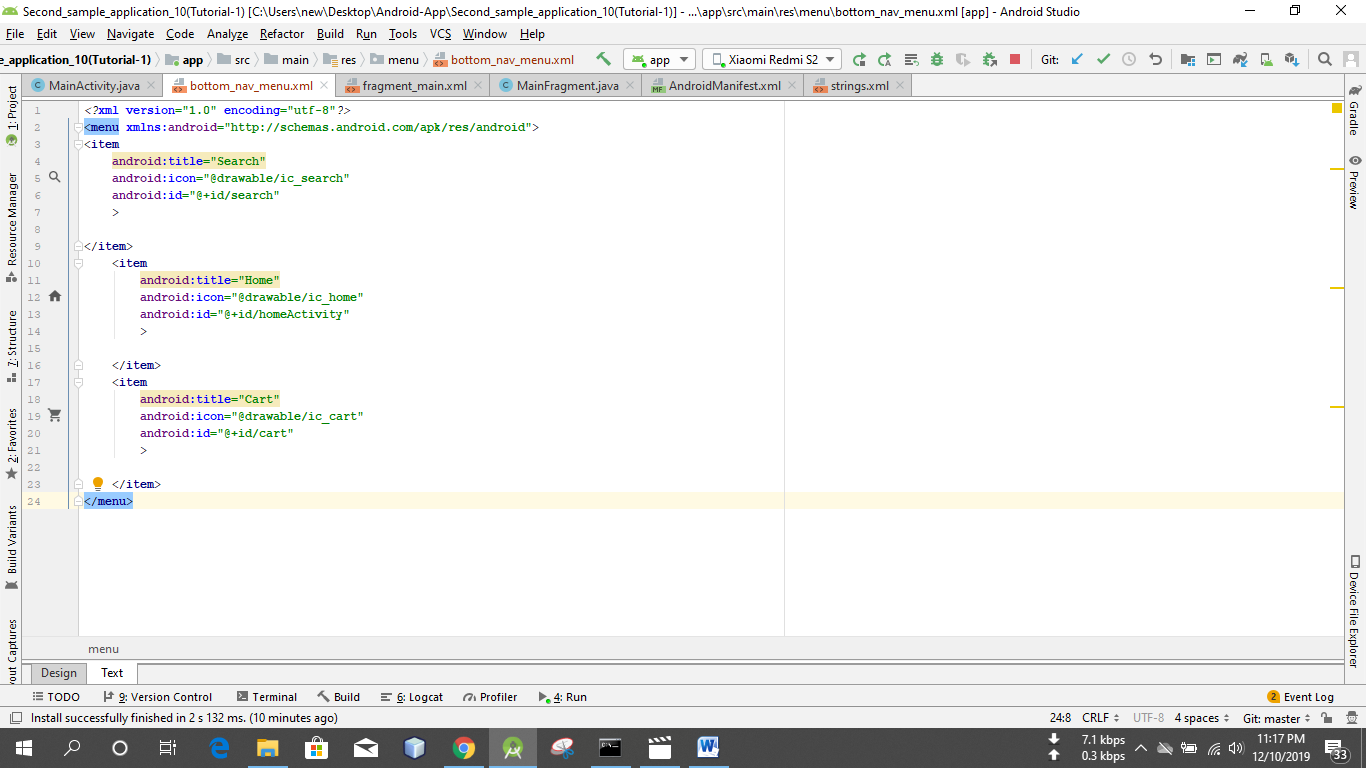 Second_sample_application_10(Tutorial-1) [C:\Users\new\Desktop\Android-App\Second_sample_application_10(Tutorial-1)] - ...\app\src\main\res\menu\bottom_nav_menu.xml [app] - Android Studio
File Edit View Navigate Code Analyze Refactor Build Run Tools VCS Window Help
e_application_10(Tutorial-1) app src main res menu bottom_nav_menu.xml app Xiaomi Redmi S2 Git:
MainActivity.java bottom_nav_menu.xml fragment_main.xml MainFragment.java AndroidManifest.xml strings.xml
1 <?xml version="1.0" encoding="utf-8"?>
2 <menu xmlns:android="http://schemas.android.com/apk/res/android">
3 <item
4 android:title="Search"
5 android:icon="@drawable/ic_search"
6 android:id="@+id/search"
7 >
8
9 </item>
10 <item
11 android:title="Home"
12 android:icon="@drawable/ic_home"
13 android:id="@+id/homeActivity"
14 >
15
16 </item>
17 <item
18 android:title="Cart"
19 android:icon="@drawable/ic_cart"
20 android:id="@+id/cart"
21 >
22
23 </item>
24 </menu>
1: Project
Resource Manager
7: Structure
2: Favorites
Build Variants
yout Captures
Gradle
Preview
Device File Explorer
menu
Design Text
TODO 9: Version Control Terminal Build 6: Logcat Profiler 4: Run 2 Event Log
Install successfully finished in 2 s 132 ms. (10 minutes ago) 24:8 CRLF UTF-8 4 spaces Git: master
7.1 kbps 11:17 PM
0.3 kbps 12/10/2019 33